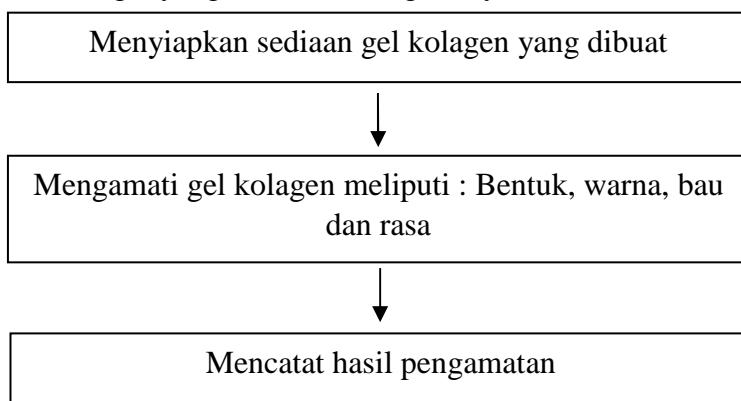 Menyiapkan sediaan gel kolagen yang dibuat
Mengamati gel kolagen meliputi : Bentuk, warna, bau
dan rasa
Mencatat hasil pengamatan